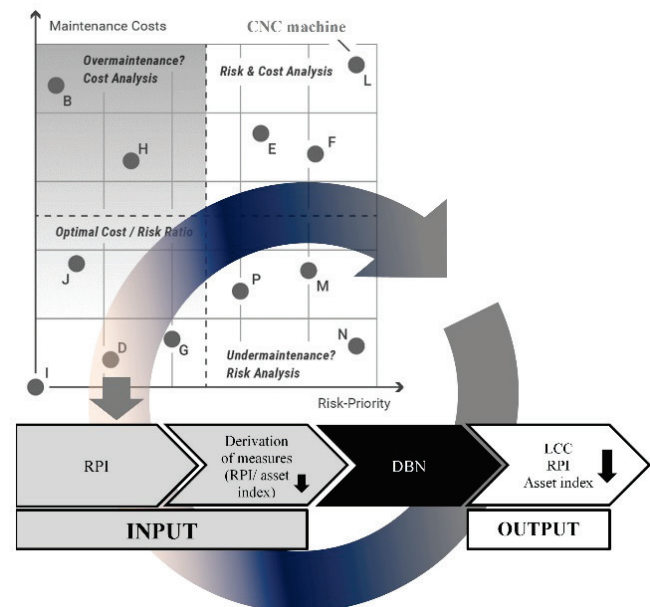 Maintenance Costs
CNC machine
Overmaintenance?
Cost Analysis
Risk & Cost Analysis
L
B
E
F
H
Optimal Cost / Risk Ratio
J
P
M
D
G
N
Undermaintenance?
Risk Analysis
I
Risk-Priority
RPI
Derivation
of measures
(RPI/ asset
index)
DBN
LCC
RPI
Asset index
INPUT
OUTPUT